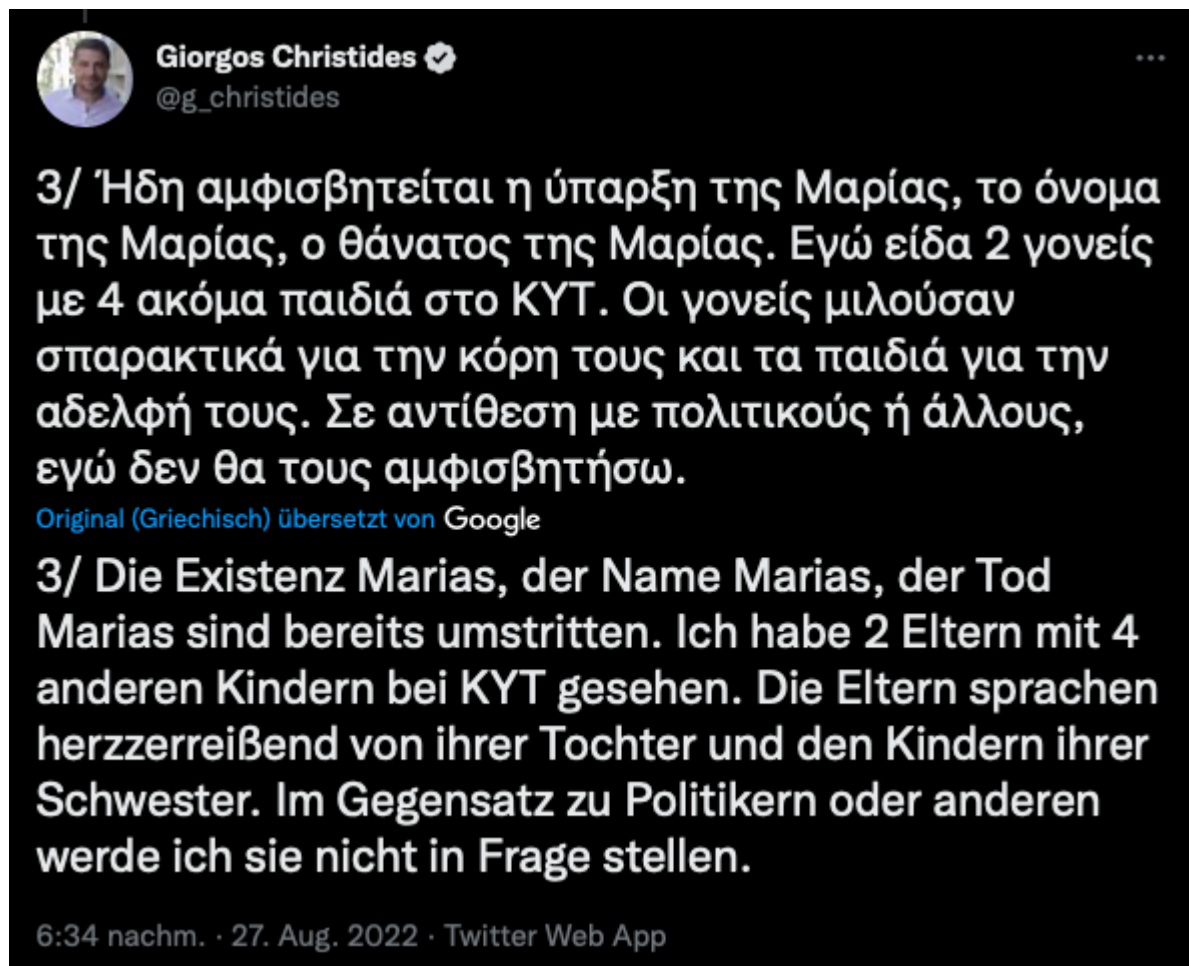 Giorgos Christides
@g_christides
3/ Ήδη αμφισβητείται η ύπαρξη της Μαρίας, το όνομα
της Μαρίας, ο θάνατος της Μαρίας. Εγώ είδα 2 γονείς
με 4 ακόμα παιδιά στο ΚΥΤ. Οι γονείς μιλούσαν
σπαρακτικά για την κόρη τους και τα παιδιά για την
αδελφή τους. Σε αντίθεση με πολιτικούς ή άλλους,
εγώ δεν θα τους αμφισβητήσω.
Original (Griechisch) übersetzt von Google
3/ Die Existenz Marias, der Name Marias, der Tod
Marias sind bereits umstritten. Ich habe 2 Eltern mit 4
anderen Kindern bei KYT gesehen. Die Eltern sprachen
herzzerreißend von ihrer Tochter und den Kindern ihrer
Schwester. Im Gegensatz zu Politikern oder anderen
werde ich sie nicht in Frage stellen.
6:34 nachm. · 27. Aug. 2022 · Twitter Web App